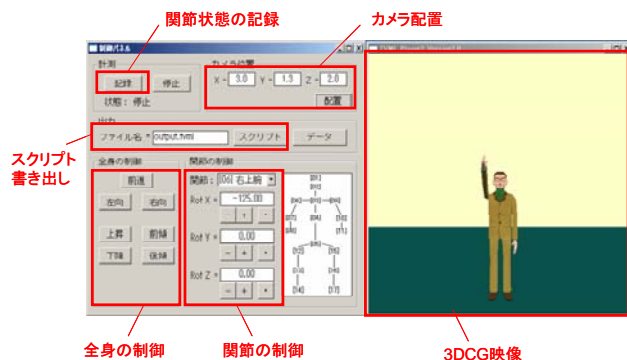 関節状態の記録
カメラ配置
制御パネル
計測
記録
停止
状態： 停止
カメラ位置
X = 3.0 Y = 1.3 Z = 2.0
配置
出力
ファイル名 = output.tvml
スクリプト
データ
スクリプト
書き出し
全身の制御
前進
左向
右向
上昇
前傾
下降
後傾
関節の制御
関節： [06] 右上腕
Rot X = -125.00
Rot Y = 0.00
- +
Rot Z = 0.00
- +
[01]
全身の制御
関節の制御
3DCG映像